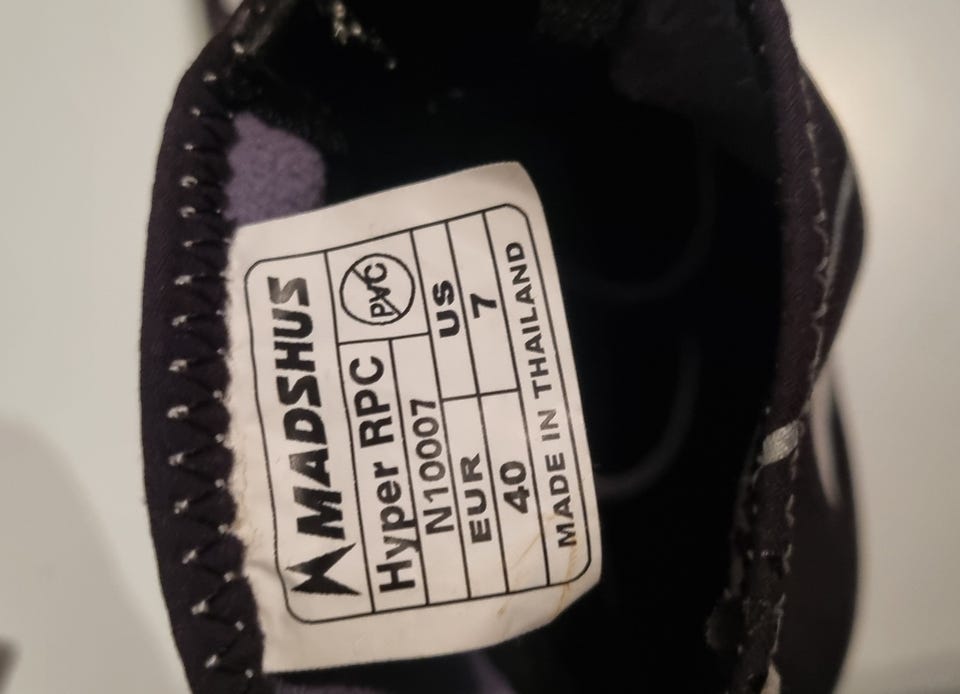 MADSHUS
Hyper RPC
PVC
N10007
EUR US
40 7
MADE IN THAILAND